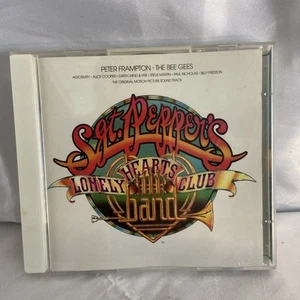 PETER FRAMPTON · THE BEE GEES
AEROSMITH · ALICE COOPER · EARTH WIND & FIRE · STEVE MARTIN · PAUL NICHOLAS · BILLY PRESTON
THE ORIGINAL MOTION PICTURE SOUND TRACK
SGT. PEPPER'S
LONELY HEARTS CLUB
band